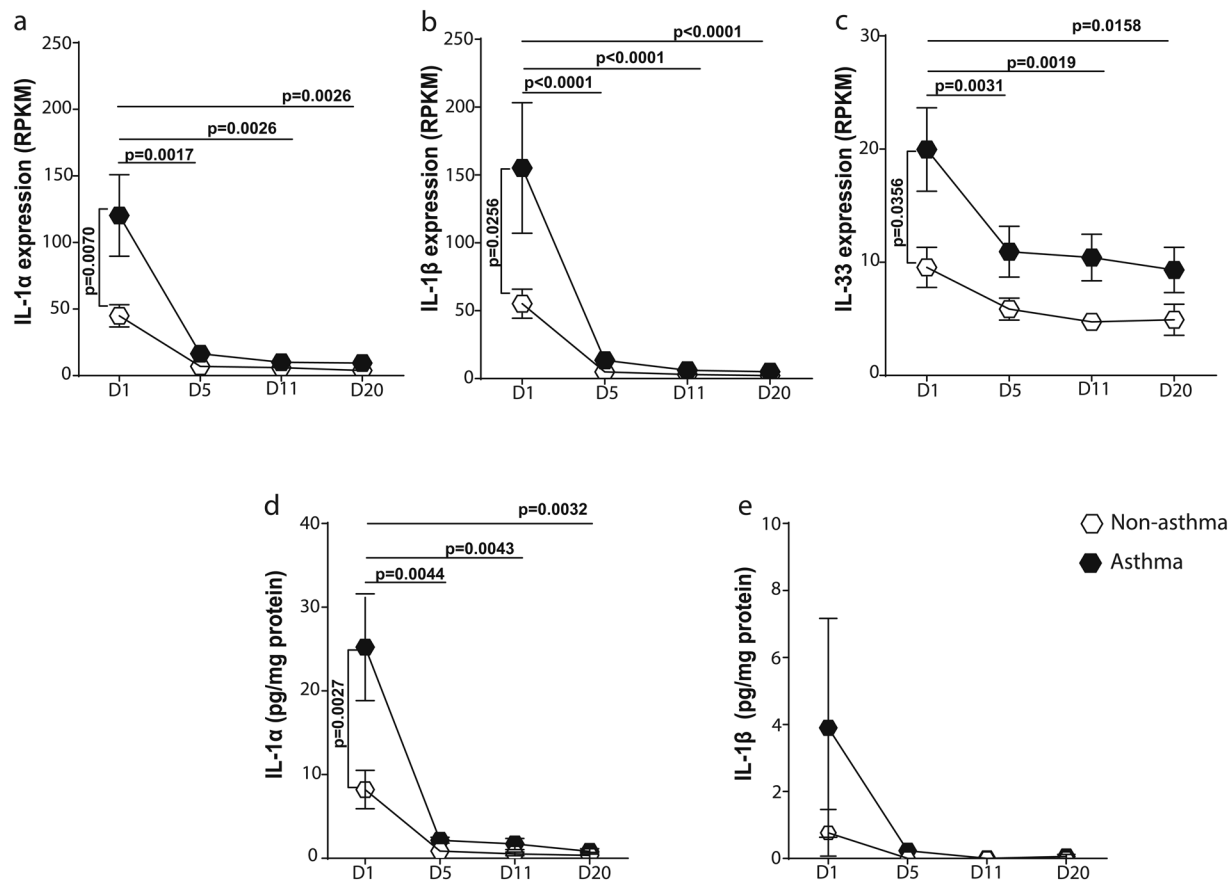 a
IL-1α expression (RPKM)
250
200
150
100
50
0
p=0.0026
p=0.0026
p=0.0017
p=0.0070
D1 D5 D11 D20
b
IL-1β expression (RPKM)
250
200
150
100
50
0
p<0.0001
p<0.0001
p<0.0001
p=0.0256
D1 D5 D11 D20
c
IL-33 expression (RPKM)
30
20
10
0
p=0.0158
p=0.0019
p=0.0031
p=0.0356
D1 D5 D11 D20
d
IL-1α (pg/mg protein)
40
30
20
10
0
p=0.0032
p=0.0043
p=0.0044
p=0.0027
D1 D5 D11 D20
e
IL-1β (pg/mg protein)
10
8
6
4
2
0
D1 D5 D11 D20
Non-asthma
Asthma